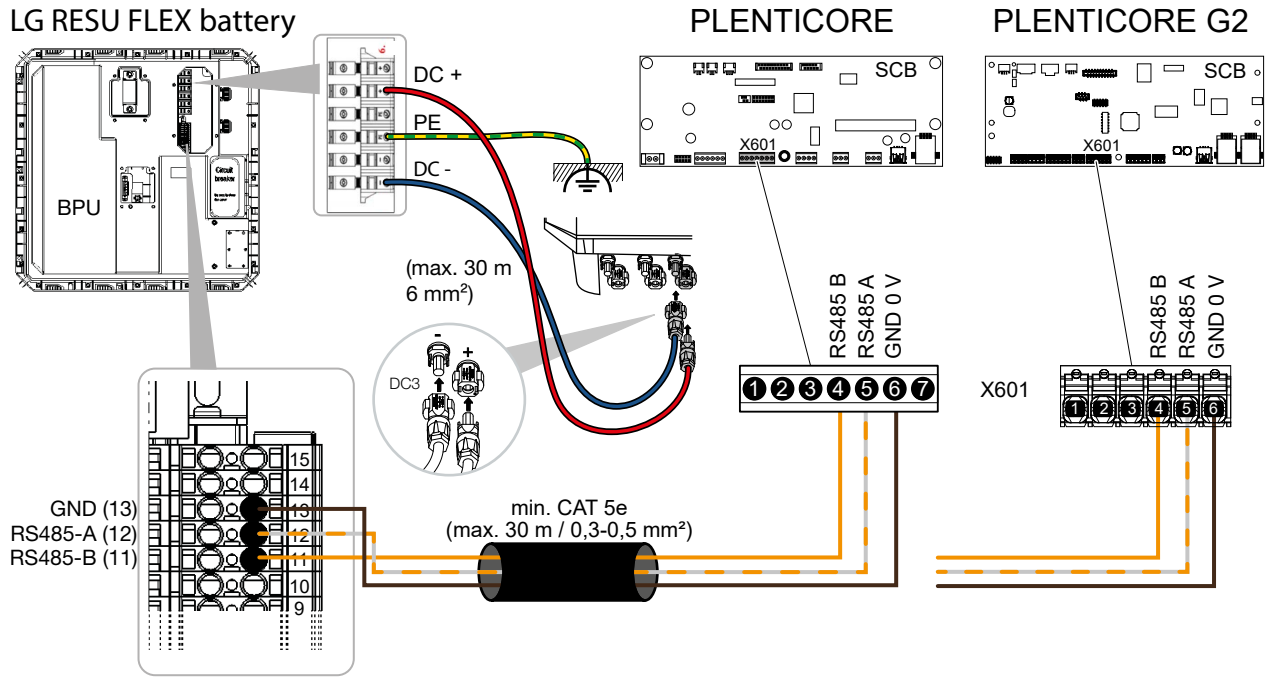 LG RESU FLEX battery
PLENTICORE
PLENTICORE G2
6.
DC +
PE
DC -
BPU
Circuit
breaker
SCB
X601
SCB
X601
(max. 30 m
6 mm²)
- +
DC3
RS485 B
RS485 A
GND 0 V
RS485 B
RS485 A
GND 0 V
1 2 3 4 5 6 7
X601
1 2 3 4 5 6
15
14
GND (13) 13
RS485-A (12) 12
RS485-B (11) 11
10
9
min. CAT 5e
(max. 30 m / 0,3-0,5 mm²)